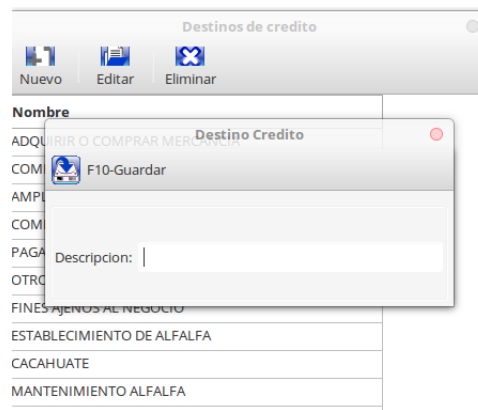 Destinos de credito
Nuevo Editar Eliminar
Nombre
ADQUIRIR O COMPRAR MERCANCIA
Destino Credito
F10-Guardar
Descripcion:
FINES AJENOS AL NEGOCIO
ESTABLECIMIENTO DE ALFALFA
CACAHUATE
MANTENIMIENTO ALFALFA